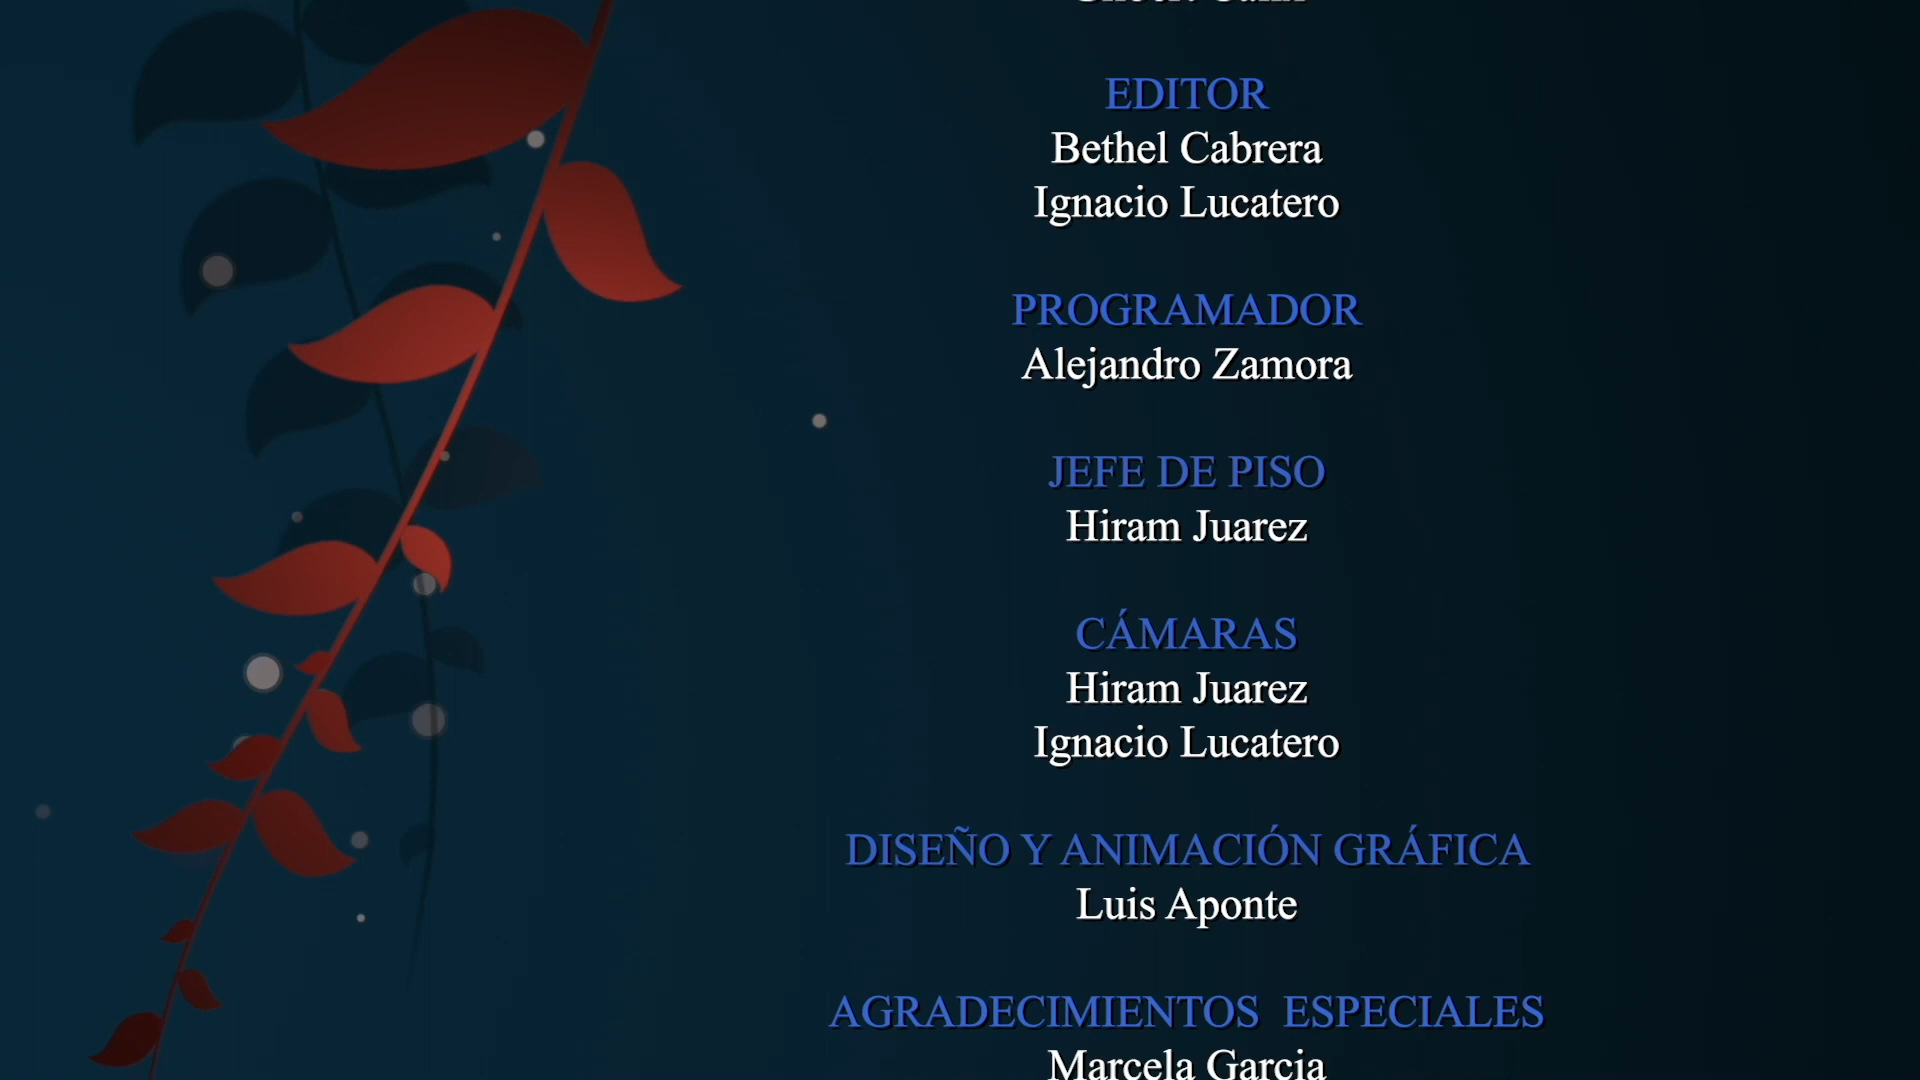 EDITOR
Bethel Cabrera
Ignacio Lucatero
PROGRAMADOR
Alejandro Zamora
JEFE DE PISO
Hiram Juarez
CÁMARAS
Hiram Juarez
Ignacio Lucatero
DISEÑO Y ANIMACIÓN GRÁFICA
Luis Aponte
AGRADECIMIENTOS ESPECIALES
Marcela Garcia